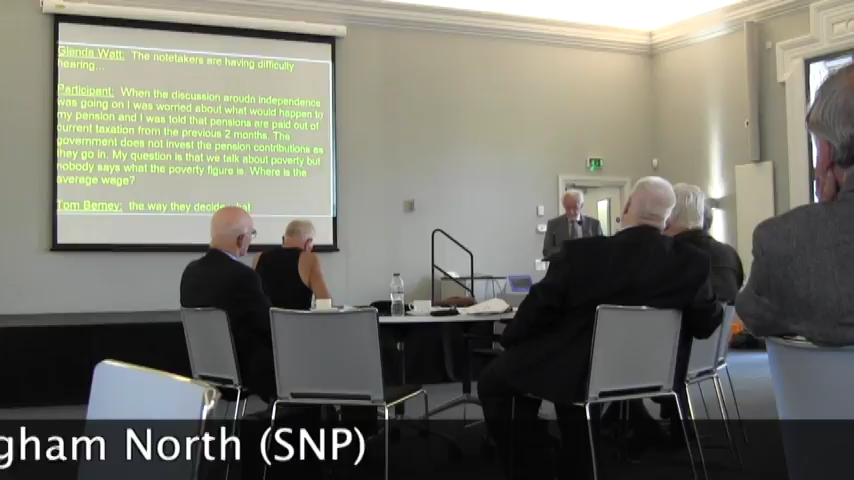 Glenda Watt: The notetakers are having difficulty
hearing...
Participant: When the discussion aroudn independence
was going on I was worried about what would happen to
my pension and I was told that pensions are paid out of
current taxation from the previous 2 months. The
government does not invest the pension contributions as
they go in. My question is that we talk about poverty but
nobody says what the poverty figure is. Where is the
average wage?
Tom Berney: the way they decide what
gham North (SNP)